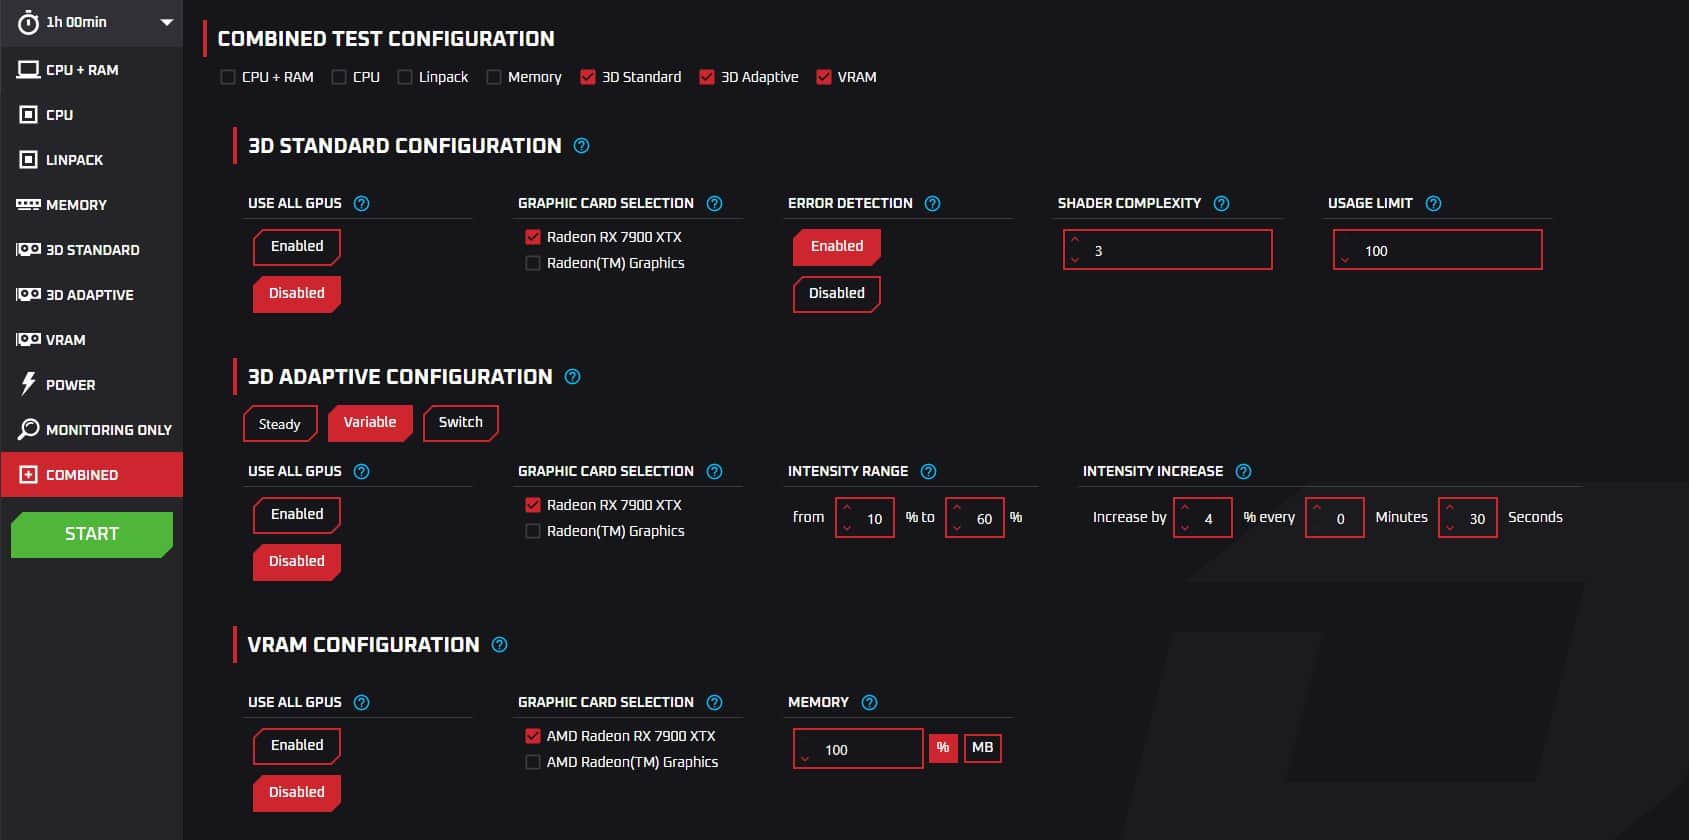 1h 00min
CPU + RAM
CPU
LINPACK
MEMORY
3D STANDARD
3D ADAPTIVE
VRAM
POWER
MONITORING ONLY
COMBINED
START
COMBINED TEST CONFIGURATION
CPU + RAM CPU Linpack Memory 3D Standard 3D Adaptive VRAM
3D STANDARD CONFIGURATION ?
USE ALL GPUS ? GRAPHIC CARD SELECTION ? ERROR DETECTION ? SHADER COMPLEXITY ? USAGE LIMIT ?
Enabled Radeon RX 7900 XTX Enabled 3 100
Radeon(TM) Graphics
Disabled Disabled
3D ADAPTIVE CONFIGURATION ?
Steady Variable Switch
USE ALL GPUS ? GRAPHIC CARD SELECTION ? INTENSITY RANGE ? INTENSITY INCREASE ?
Enabled Radeon RX 7900 XTX from 10 % to 60 % Increase by 4 % every 0 Minutes 30 Seconds
Radeon(TM) Graphics
Disabled
VRAM CONFIGURATION ?
USE ALL GPUS ? GRAPHIC CARD SELECTION ? MEMORY ?
Enabled AMD Radeon RX 7900 XTX 100 % MB
AMD Radeon(TM) Graphics
Disabled